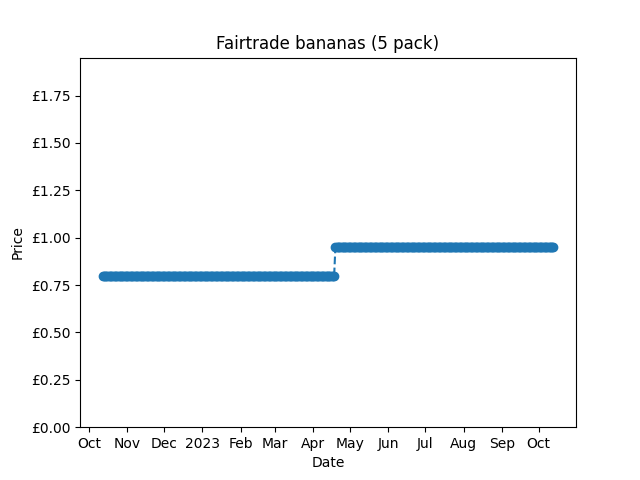 Fairtrade bananas (5 pack)
£1.75
£1.50
£1.25
£1.00
£0.75
£0.50
£0.25
£0.00
Price
Oct Nov Dec 2023 Feb Mar Apr May Jun Jul Aug Sep Oct
Date